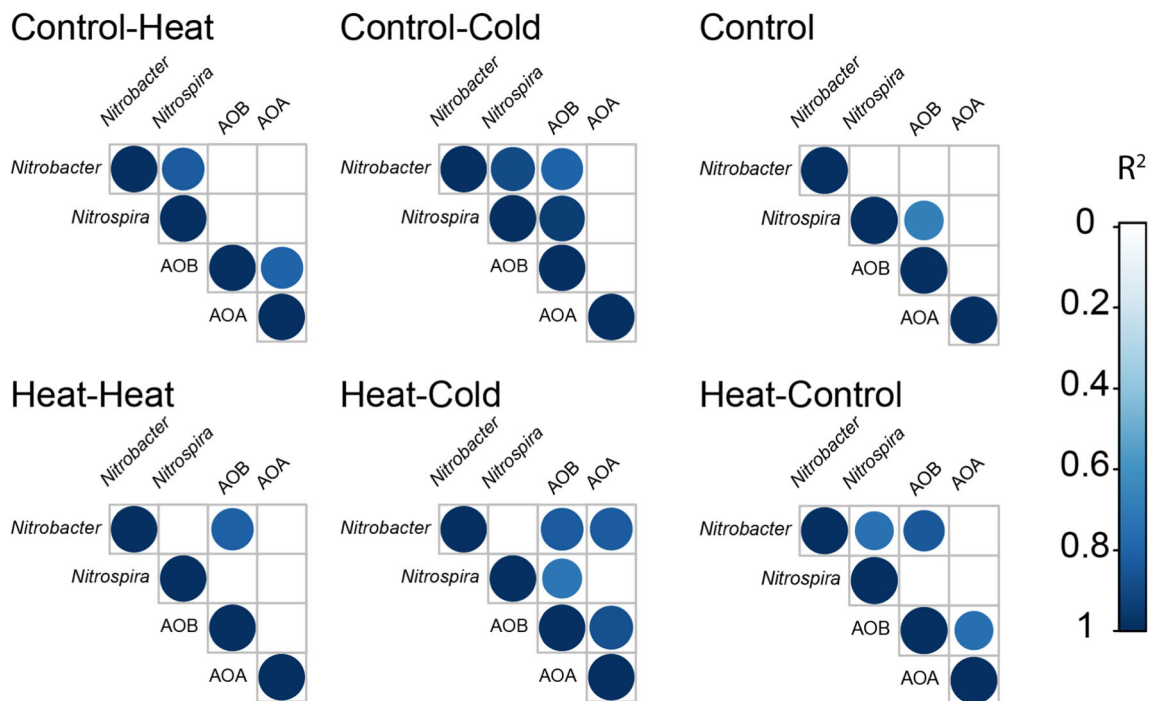 Control-Heat
Nitrobacter
Nitrospira
AOB
AOA
Nitrobacter
Nitrospira
AOB
AOA
Control-Cold
Nitrobacter
Nitrospira
AOB
AOA
Nitrobacter
Nitrospira
AOB
AOA
Control
Nitrobacter
Nitrospira
AOB
AOA
Nitrobacter
Nitrospira
AOB
AOA
Heat-Heat
Nitrobacter
Nitrospira
AOB
AOA
Nitrobacter
Nitrospira
AOB
AOA
Heat-Cold
Nitrobacter
Nitrospira
AOB
AOA
Nitrobacter
Nitrospira
AOB
AOA
Heat-Control
Nitrobacter
Nitrospira
AOB
AOA
Nitrobacter
Nitrospira
AOB
AOA
R²
0
0.2
0.4
0.6
0.8
1